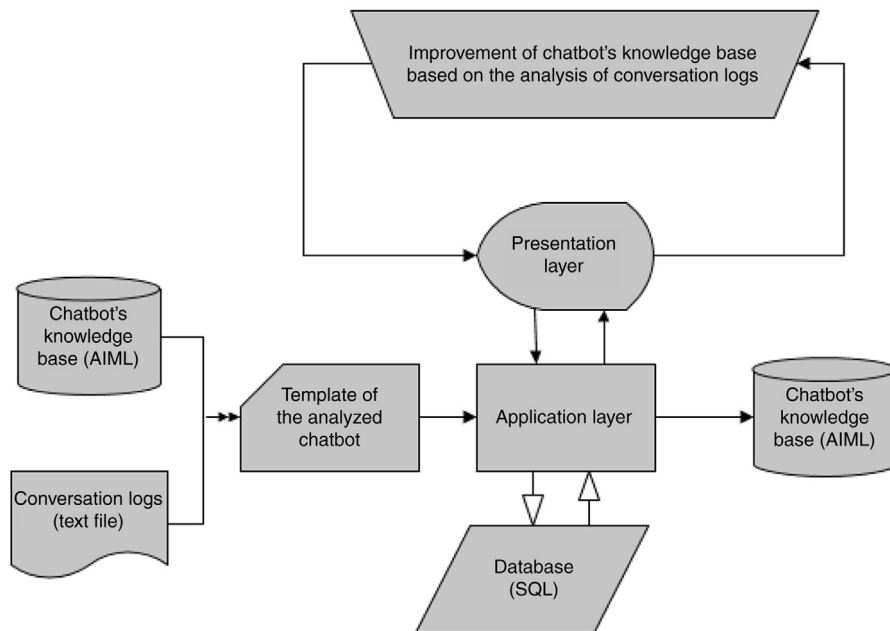 Improvement of chatbot's knowledge base
based on the analysis of conversation logs
Presentation
layer
Chatbot's
knowledge
base (AIML)
Template of
the analyzed
chatbot
Application layer
Chatbot's
knowledge
base (AIML)
Conversation logs
(text file)
Database
(SQL)